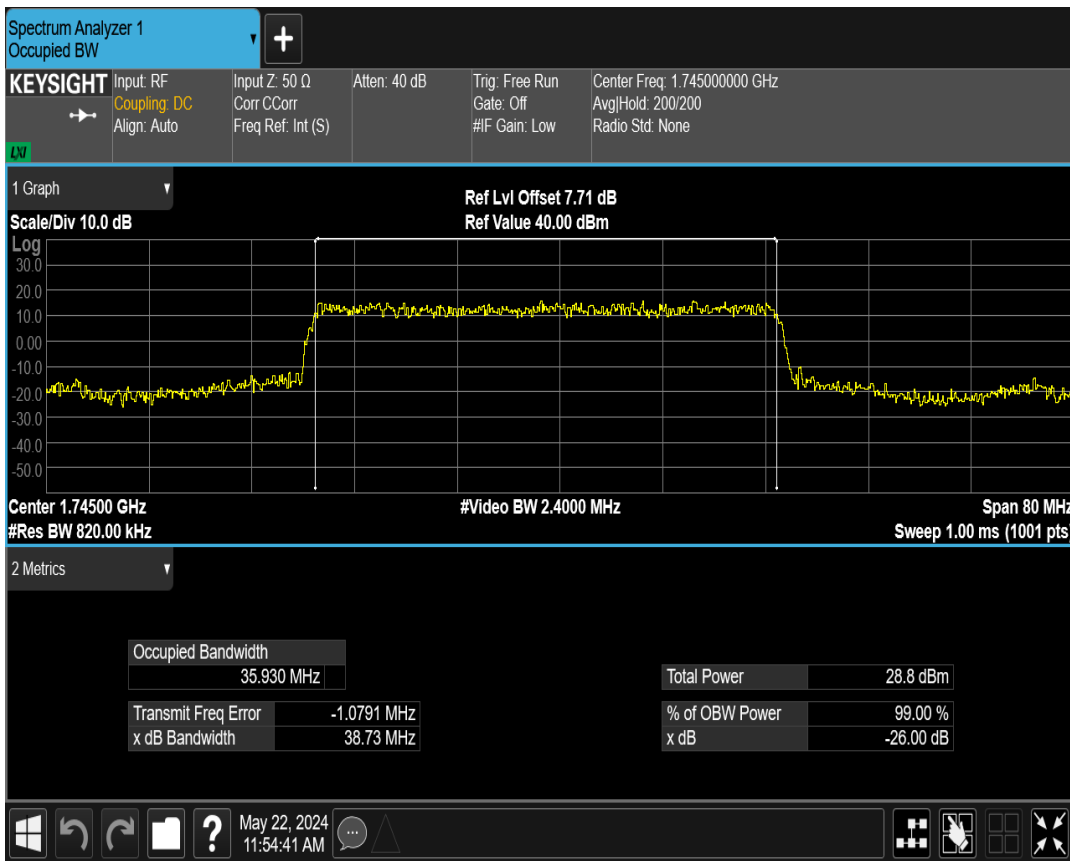 Spectrum Analyzer 1
Occupied BW
KEYSIGHT
LXI
Input: RF
Coupling: DC
Align: Auto
Input Z: 50 Ω
Corr CCorr
Freq Ref: Int (S)
Atten: 40 dB
Trig: Free Run
Gate: Off
#IF Gain: Low
Center Freq: 1.745000000 GHz
Avg|Hold: 200/200
Radio Std: None
1 Graph
Scale/Div 10.0 dB
Ref Lvl Offset 7.71 dB
Ref Value 40.00 dBm
Log
30.0
20.0
10.0
0.00
-10.0
-20.0
-30.0
-40.0
-50.0
Center 1.74500 GHz
#Res BW 820.00 kHz
#Video BW 2.4000 MHz
Span 80 MHz
Sweep 1.00 ms (1001 pts)
2 Metrics
Occupied Bandwidth
35.930 MHz
Transmit Freq Error -1.0791 MHz
x dB Bandwidth 38.73 MHz
Total Power 28.8 dBm
% of OBW Power 99.00 %
x dB -26.00 dB
?
May 22, 2024
11:54:41 AM